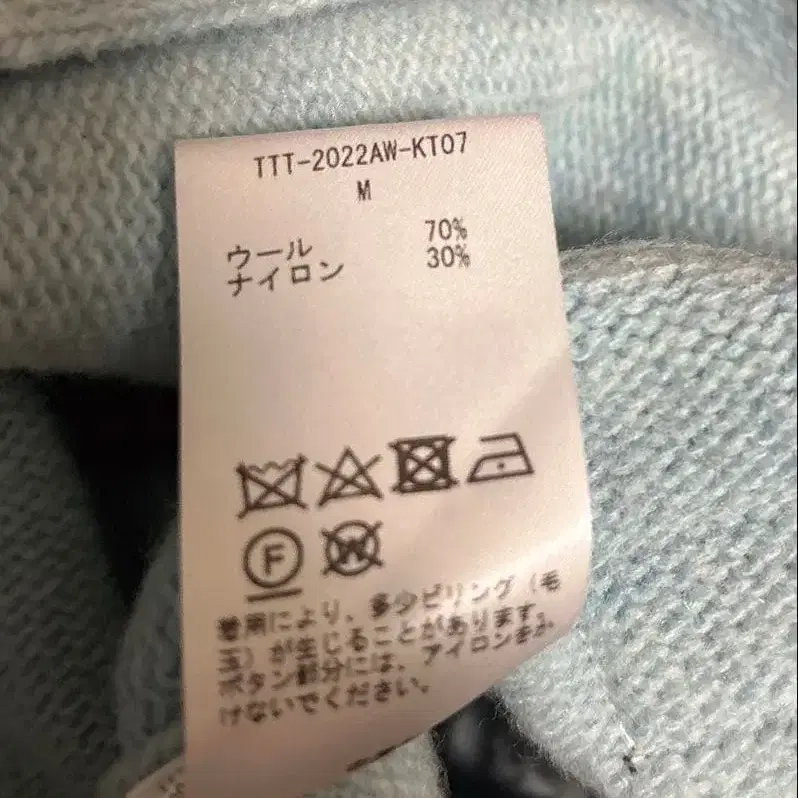 TTT-2022AW-KT07
M
ウール 70%
ナイロン 30%
F
W
着用により、多少ピリング(毛
玉)が生じることがあります。
ボタン部分には、アイロンをか
けないでください。